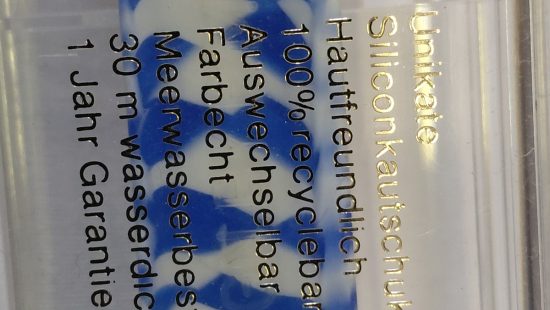 Unikate
Siliconkautschuk
Hautfreundlich
100%recyclebar
Auswechselbar
Farbecht
Meerwasserbes
30 m wasserdic
1 Jahr Garantie